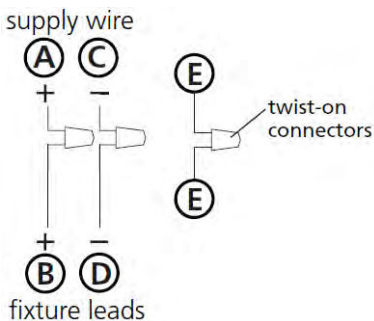 supply wire
A C
+ −
E
twist-on
connectors
E
+ −
B D
fixture leads